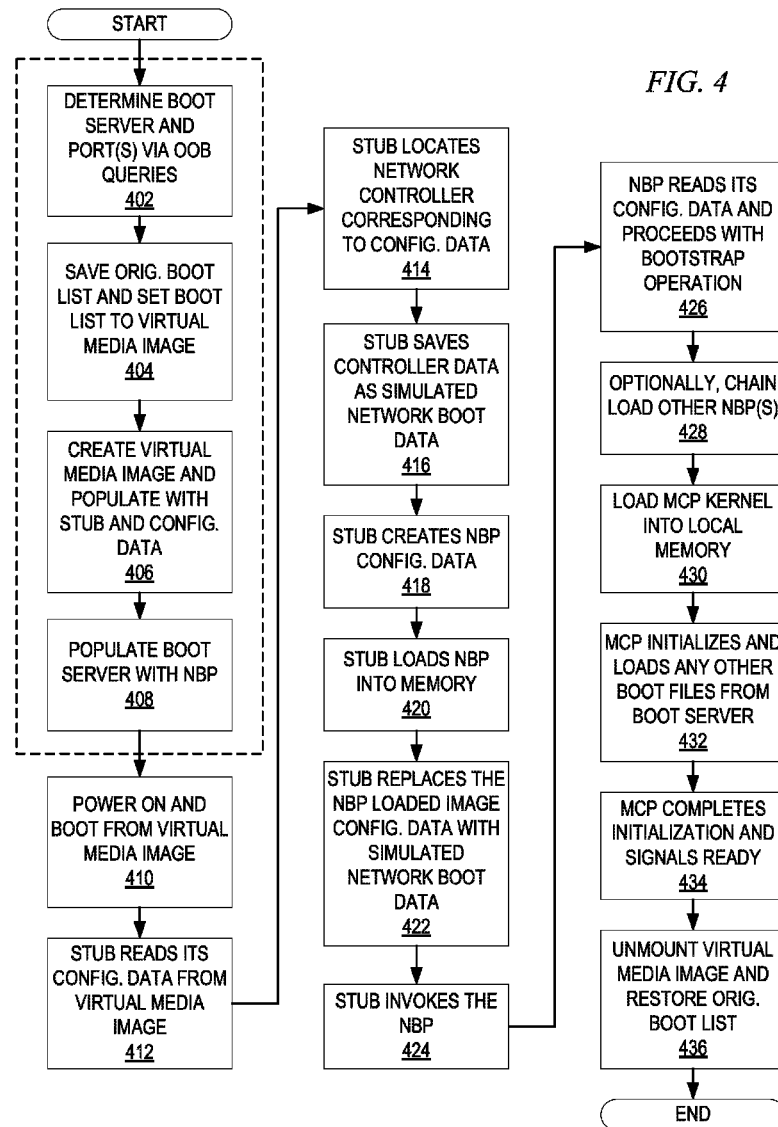 START
DETERMINE BOOT
SERVER AND
PORT(S) VIA OOB
QUERIES
402
SAVE ORIG. BOOT
LIST AND SET BOOT
LIST TO VIRTUAL
MEDIA IMAGE
404
CREATE VIRTUAL
MEDIA IMAGE AND
POPULATE WITH
STUB AND CONFIG.
DATA
406
POPULATE BOOT
SERVER WITH NBP
408
POWER ON AND
BOOT FROM VIRTUAL
MEDIA IMAGE
410
STUB READS ITS
CONFIG. DATA FROM
VIRTUAL MEDIA
IMAGE
412
STUB LOCATES
NETWORK
CONTROLLER
CORRESPONDING
TO CONFIG. DATA
414
STUB SAVES
CONTROLLER DATA
AS SIMULATED
NETWORK BOOT
DATA
416
STUB CREATES NBP
CONFIG. DATA
418
STUB LOADS NBP
INTO MEMORY
420
STUB REPLACES THE
NBP LOADED IMAGE
CONFIG. DATA WITH
SIMULATED
NETWORK BOOT
DATA
422
STUB INVOKES THE
NBP
424
FIG. 4
NBP READS ITS
CONFIG. DATA AND
PROCEEDS WITH
BOOTSTRAP
OPERATION
426
OPTIONALLY, CHAIN
LOAD OTHER NBP(S)
428
LOAD MCP KERNEL
INTO LOCAL
MEMORY
430
MCP INITIALIZES AND
LOADS ANY OTHER
BOOT FILES FROM
BOOT SERVER
432
MCP COMPLETES
INITIALIZATION AND
SIGNALS READY
434
UNMOUNT VIRTUAL
MEDIA IMAGE AND
RESTORE ORIG.
BOOT LIST
436
END